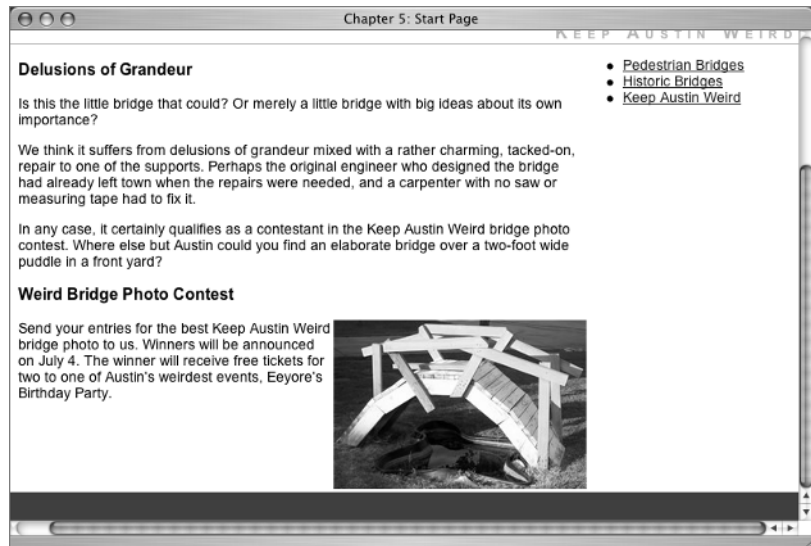 Chapter 5: Start Page
KEEP AUSTIN WEIRD
Delusions of Grandeur
Is this the little bridge that could? Or merely a little bridge with big ideas about its own
importance?
We think it suffers from delusions of grandeur mixed with a rather charming, tacked-on,
repair to one of the supports. Perhaps the original engineer who designed the bridge
had already left town when the repairs were needed, and a carpenter with no saw or
measuring tape had to fix it.
In any case, it certainly qualifies as a contestant in the Keep Austin Weird bridge photo
contest. Where else but Austin could you find an elaborate bridge over a two-foot wide
puddle in a front yard?
Weird Bridge Photo Contest
Send your entries for the best Keep Austin Weird
bridge photo to us. Winners will be announced
on July 4. The winner will receive free tickets for
two to one of Austin's weirdest events, Eeyore's
Birthday Party.
Pedestrian Bridges
Historic Bridges
Keep Austin Weird